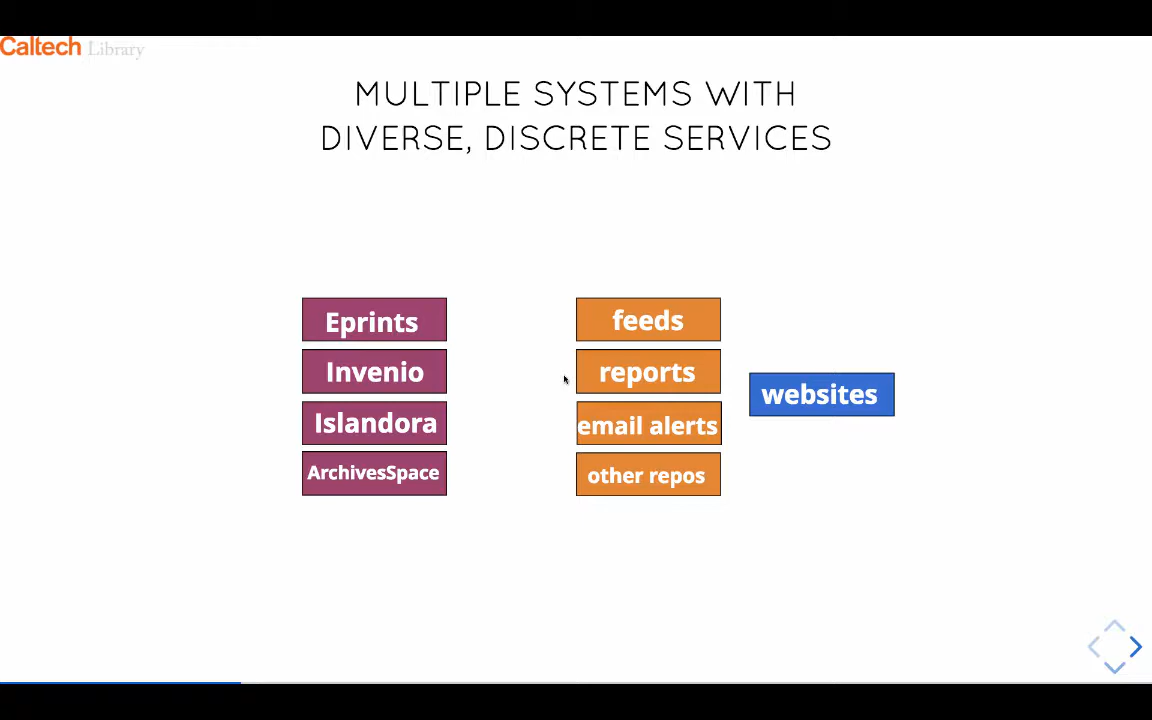 Caltech Library
MULTIPLE SYSTEMS WITH
DIVERSE, DISCRETE SERVICES
Eprints
Invenio
Islandora
ArchivesSpace
feeds
reports
email alerts
other repos
websites